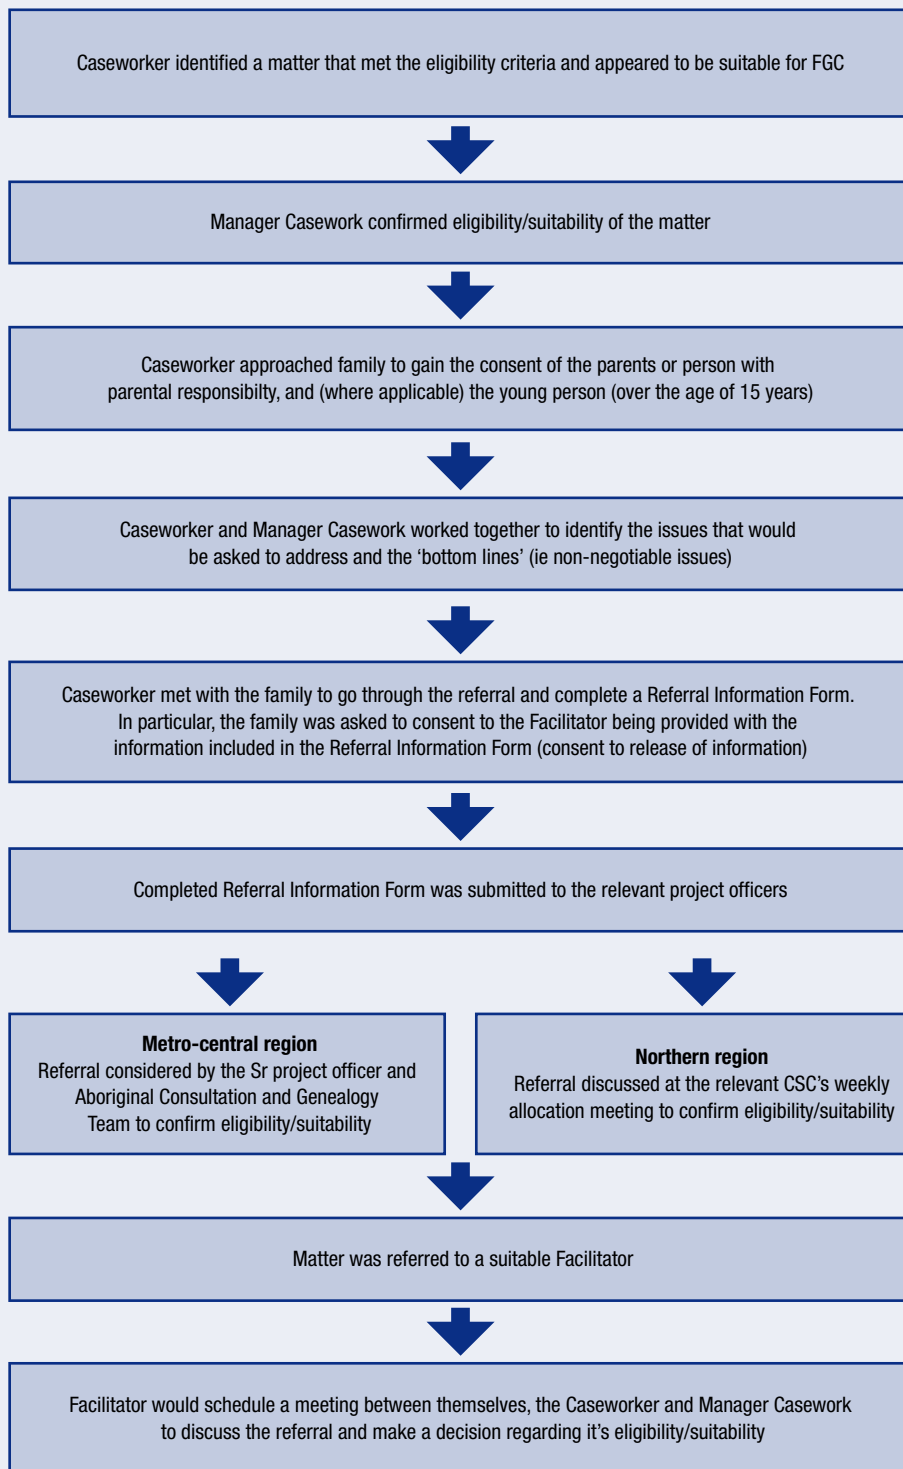 Caseworker identified a matter that met the eligibility criteria and appeared to be suitable for FGC
Manager Casework confirmed eligibility/suitability of the matter
Caseworker approached family to gain the consent of the parents or person with
parental responsibilty, and (where applicable) the young person (over the age of 15 years)
Caseworker and Manager Casework worked together to identify the issues that would
be asked to address and the ‘bottom lines’ (ie non-negotiable issues)
Caseworker met with the family to go through the referral and complete a Referral Information Form.
In particular, the family was asked to consent to the Facilitator being provided with the
information included in the Referral Information Form (consent to release of information)
Completed Referral Information Form was submitted to the relevant project officers
Metro-central region
Referral considered by the Sr project officer and
Aboriginal Consultation and Genealogy
Team to confirm eligibility/suitability
Northern region
Referral discussed at the relevant CSC’s weekly
allocation meeting to confirm eligibility/suitability
Matter was referred to a suitable Facilitator
Facilitator would schedule a meeting between themselves, the Caseworker and Manager Casework
to discuss the referral and make a decision regarding it’s eligibility/suitability